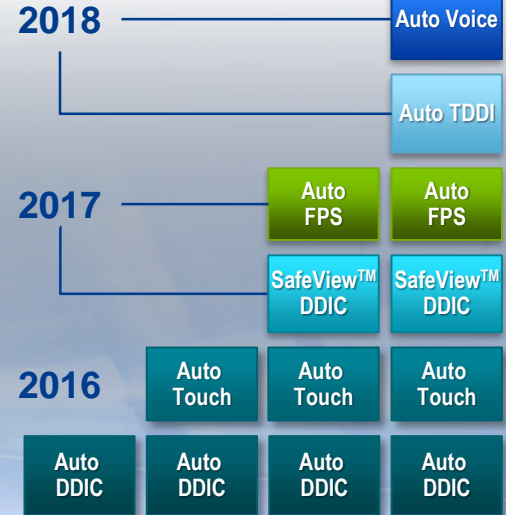 2018
Auto Voice
Auto TDDI
2017
Auto
FPS
Auto
FPS
SafeView™
DDIC
SafeView™
DDIC
2016
Auto
Touch
Auto
Touch
Auto
Touch
Auto
DDIC
Auto
DDIC
Auto
DDIC
Auto
DDIC